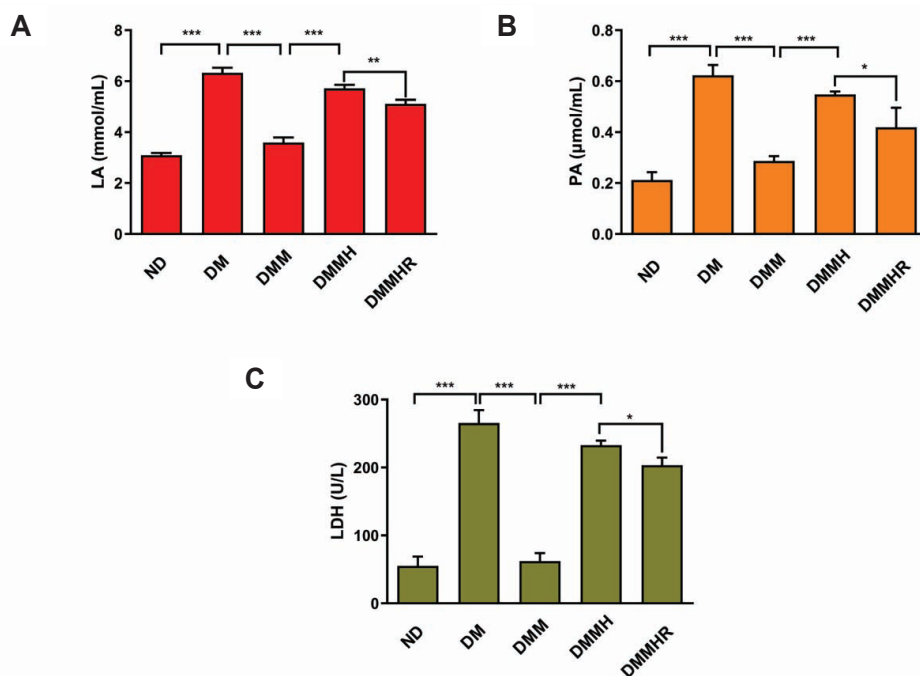 A
LA (mmol/mL)
8
6
4
2
0
***
***
***
**
ND
DM
DMM
DMMH
DMMHR
B
PA (μmol/mL)
0.8
0.6
0.4
0.2
0.0
***
***
***
*
ND
DM
DMM
DMMH
DMMHR
C
LDH (U/L)
300
200
100
0
***
***
***
*
ND
DM
DMM
DMMH
DMMHR